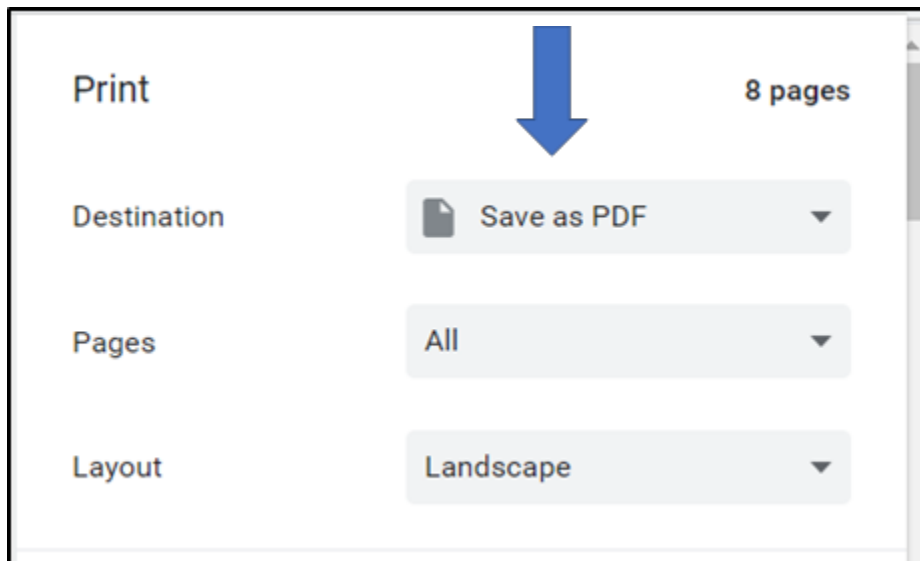 Print 8 pages
Destination Save as PDF
Pages All
Layout Landscape